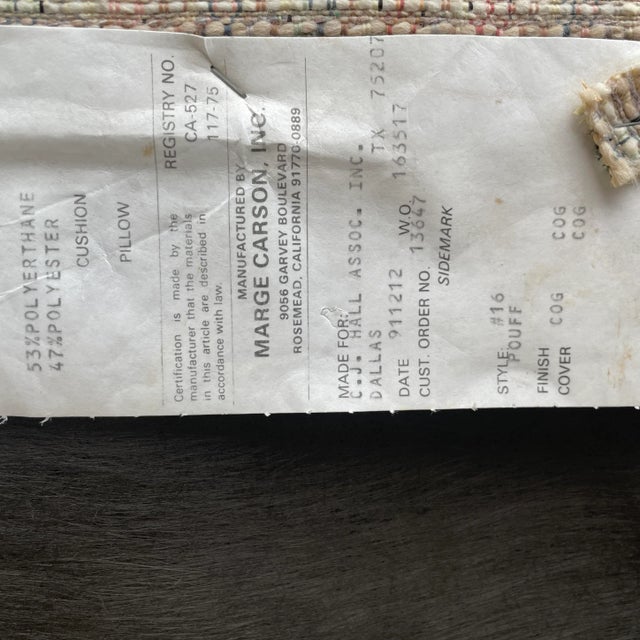 53%POLYERTHANE
47%POLYESTER
CUSHION
PILLOW
REGISTRY NO.
CA-527
117-75
Certification is made by the
manufacturer that the materials
in this article are described in
accordance with law.
MANUFACTURED BY
MARGE CARSON, INC.
9056 GARVEY BOULEVARD
ROSEMEAD, CALIFORNIA 91770-0889
MADE FOR:
C.J. HALL ASSOC. INC.
DALLAS TX 75207
DATE 911212 W.O. 163517
CUST. ORDER NO. 13647
SIDEMARK
STYLE: #16
POUFF
FINISH COG COG
COVER COG